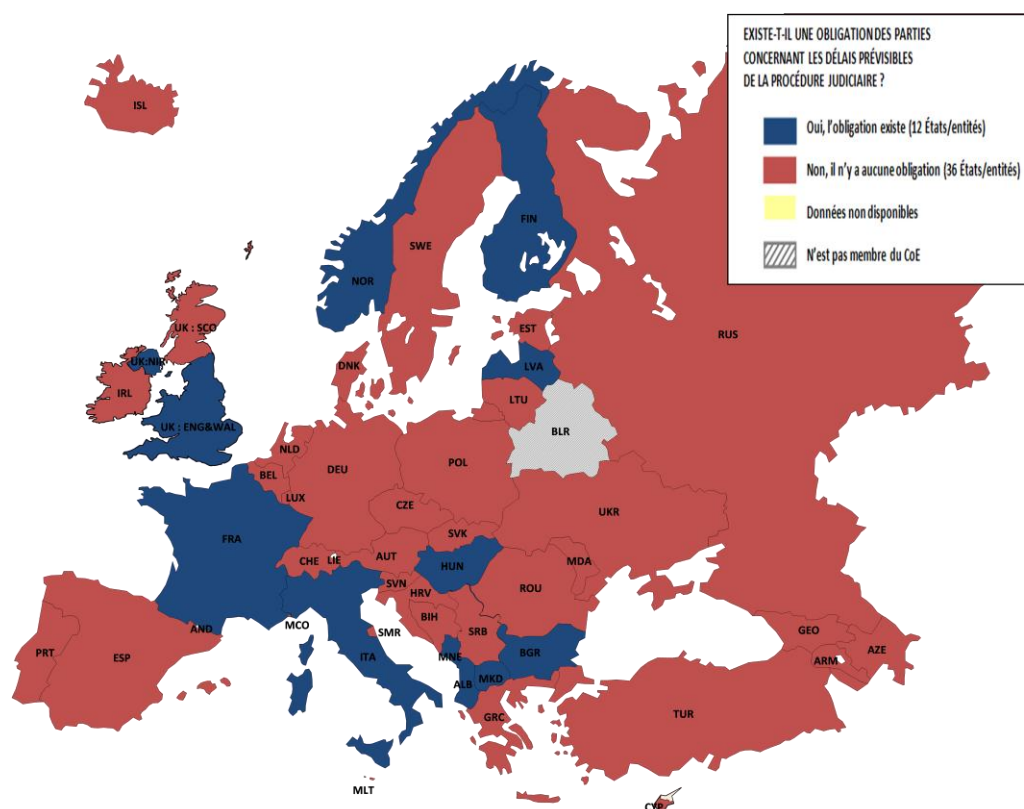 EXISTE-T-IL UNE OBLIGATION DES PARTIES
CONCERNANT LES DÉLAIS PRÉVISIBLES
DE LA PROCÉDURE JUDICIAIRE ?
Oui, l'obligation existe (12 États/entités)
Non, il n'y a aucune obligation (36 États/entités)
Données non disponibles
N'est pas membre du CoE
ISL
FIN
SWE
NOR
UK : SCO
EST
RUS
UK:NIR
DNK
LVA
IRL
LTU
UK : ENG&WAL
BLR
NLD
BEL
DEU
POL
LUX
CZE
UKR
FRA
SVK
CHE
LIE
AUT
HUN
MDA
SVN
HRV
ROU
BIH
AND
MCO
SMR
SRB
GEO
PRT
ESP
ITA
MNE
BGR
AZE
ARM
ALB
MKD
GRC
TUR
MLT
CYP